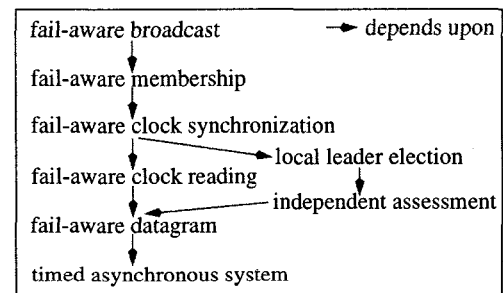 fail-aware broadcast
depends upon
fail-aware membership
fail-aware clock synchronization
local leader election
fail-aware clock reading
independent assessment
fail-aware datagram
timed asynchronous system